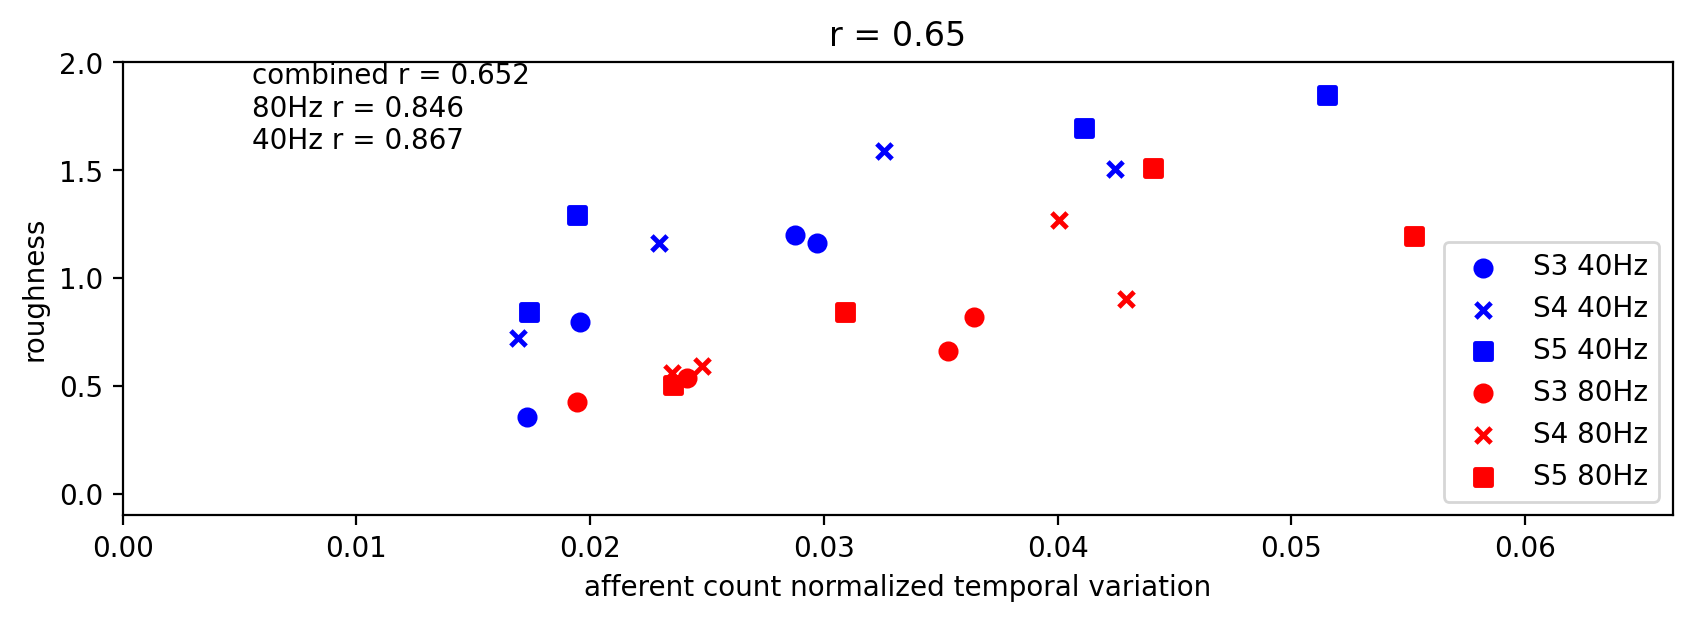 r = 0.65
combined r = 0.652
80Hz r = 0.846
40Hz r = 0.867
2.0
1.5
1.0
0.5
0.0
roughness
S3 40Hz
S4 40Hz
S5 40Hz
S3 80Hz
S4 80Hz
S5 80Hz
0.00 0.01 0.02 0.03 0.04 0.05 0.06
afferent count normalized temporal variation